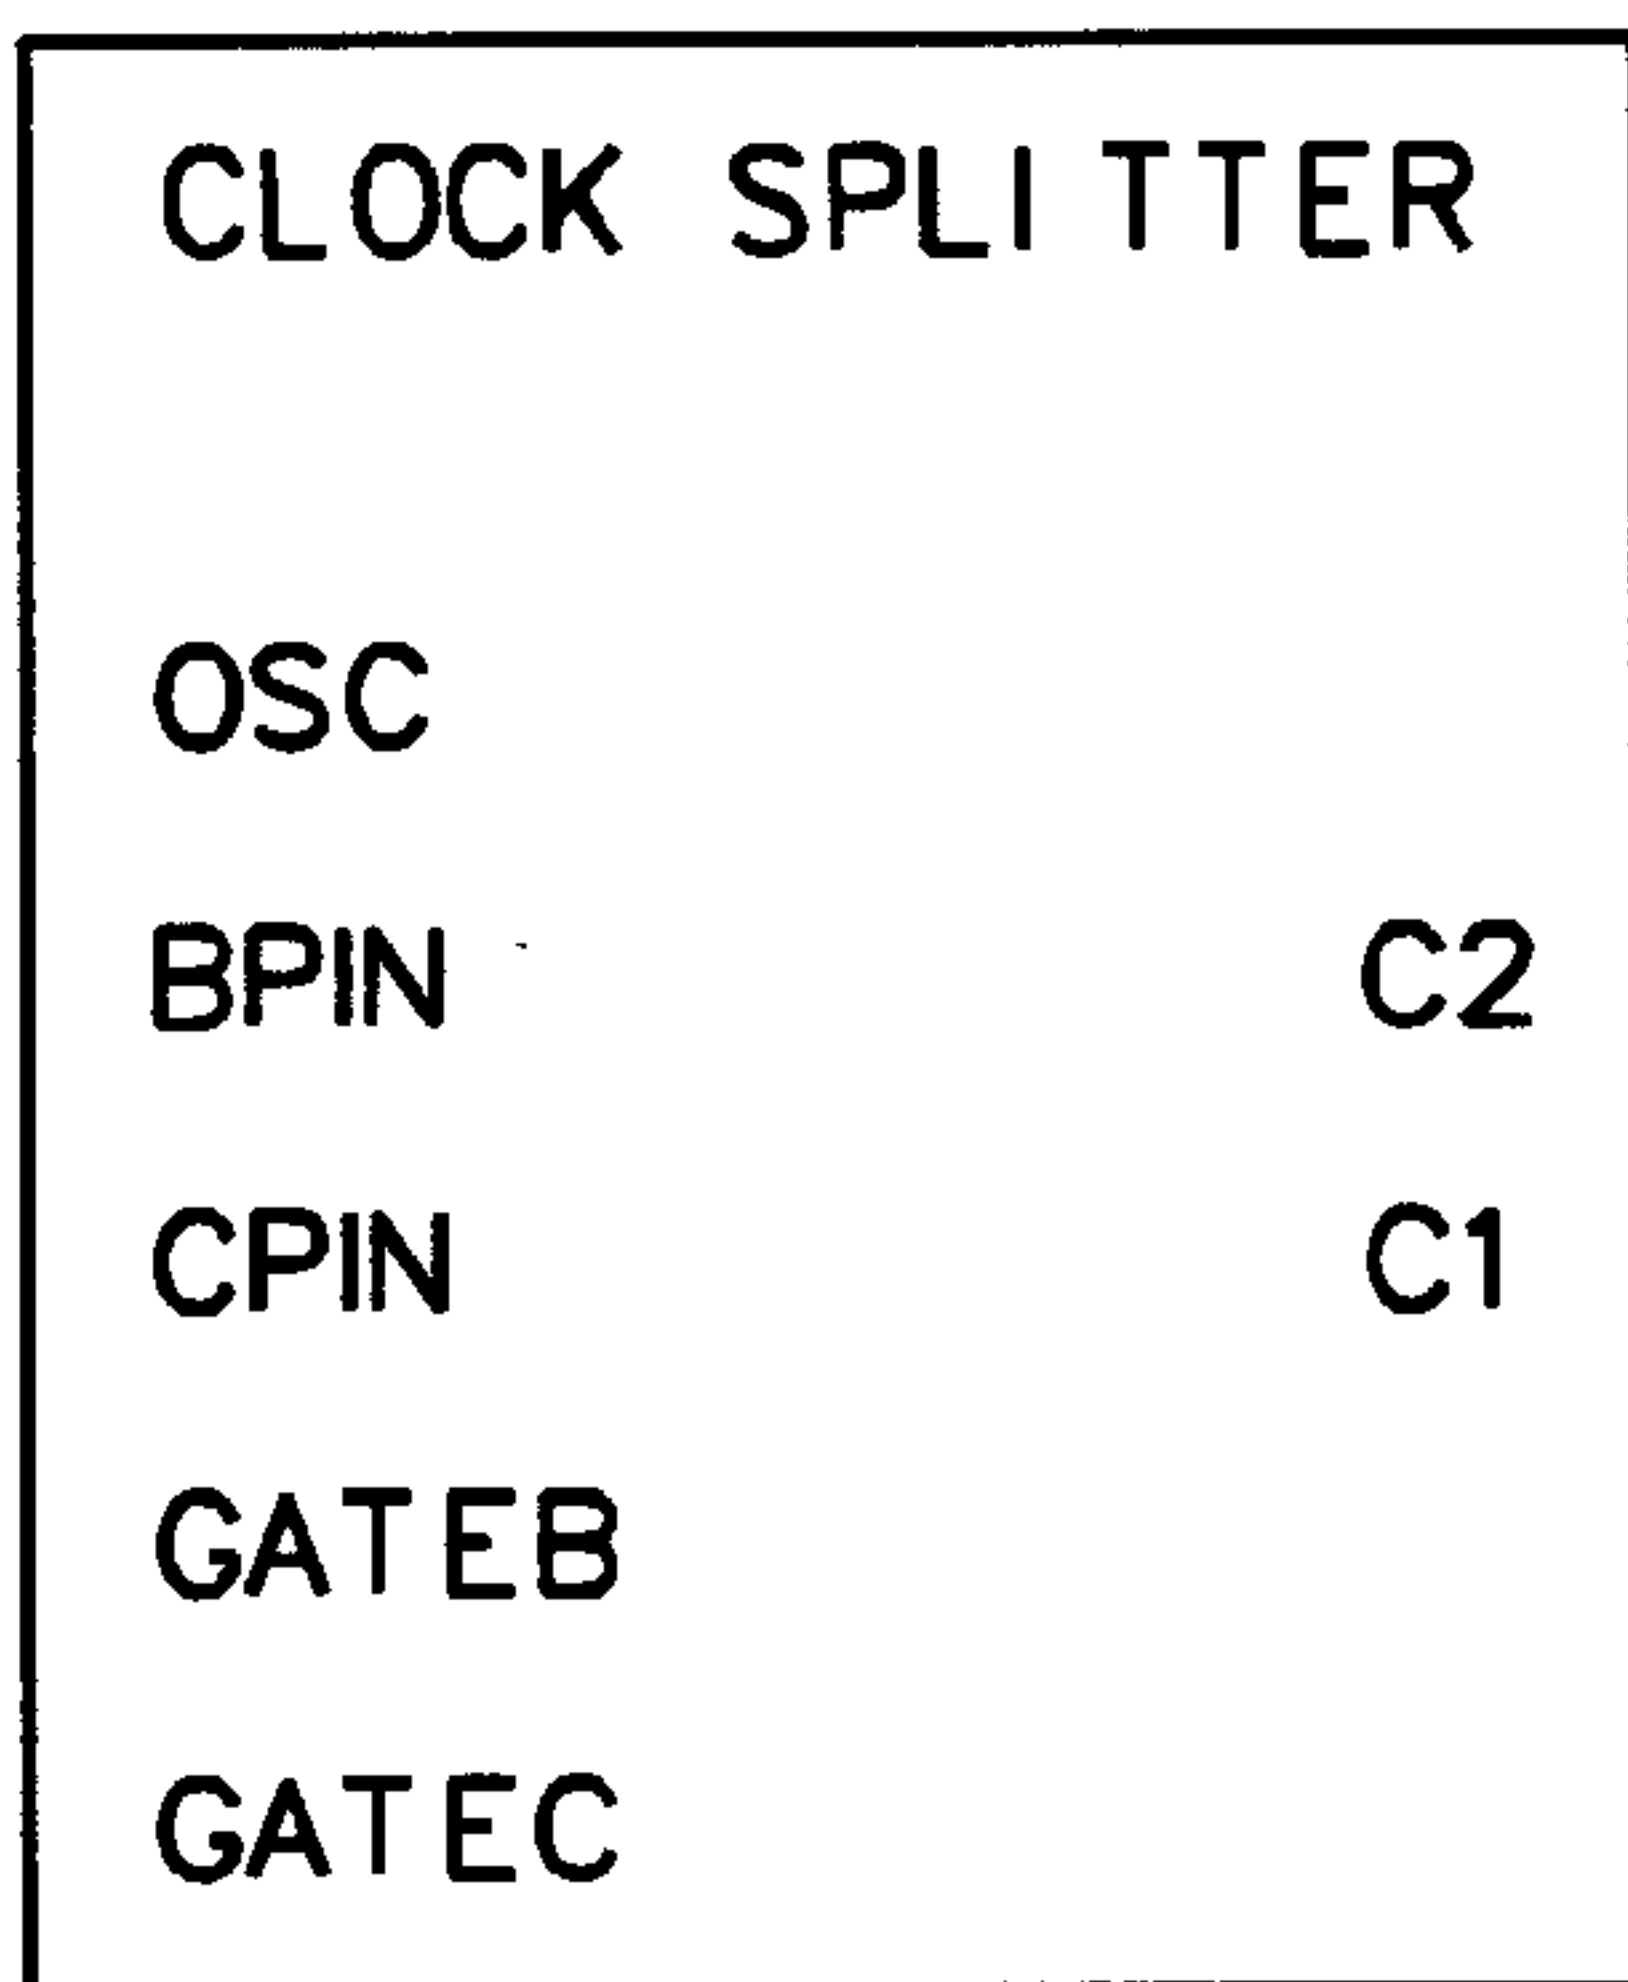 CLOCK SPLITTER
OSC
BPIN C2
CPIN C1
GATEB
GATEC